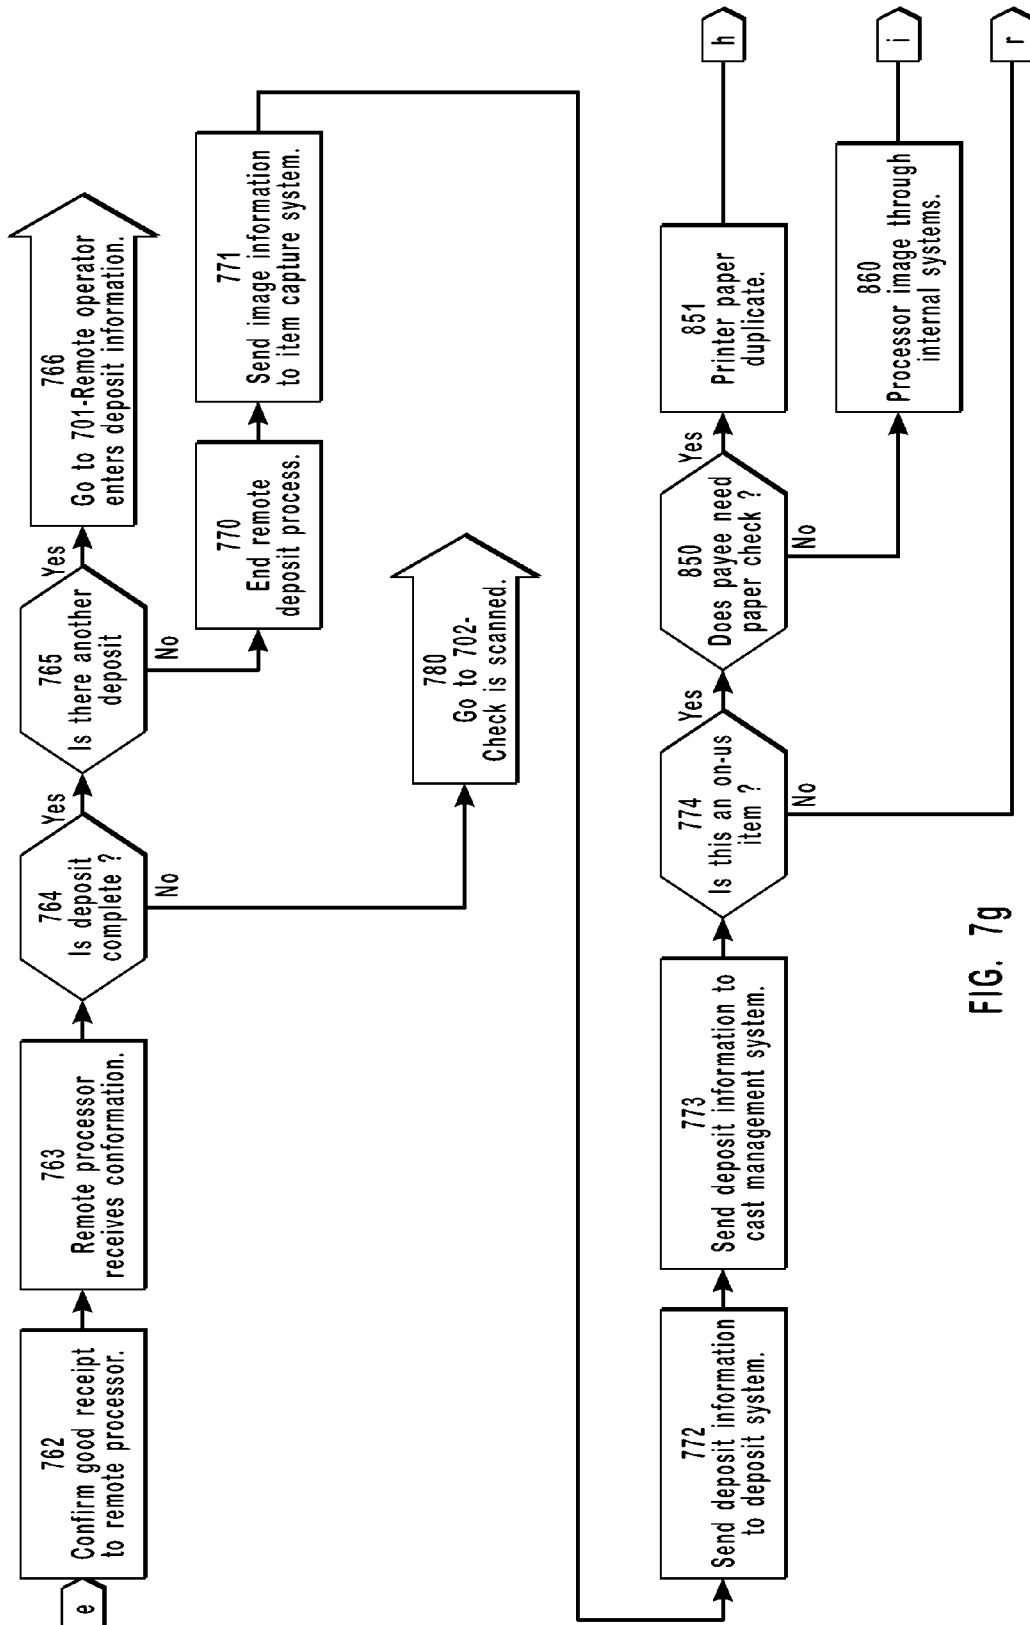 e
762
Confirm good receipt
to remote processor.
763
Remote processor
receives conformation.
764
Is deposit
complete ?
Yes
No
765
Is there another
deposit
Yes
No
766
Go to 701-Remote operator
enters deposit information.
770
End remote
deposit process.
771
Send image information
to item capture system.
780
Go to 702-
Check is scanned.
772
Send deposit information
to deposit system.
773
Send deposit information to
cast management system.
774
Is this an on-us
item ?
Yes
No
850
Does payee need
paper check ?
Yes
No
851
Printer paper
duplicate.
h
860
Processor image through
internal systems.
i
r
FIG. 7g